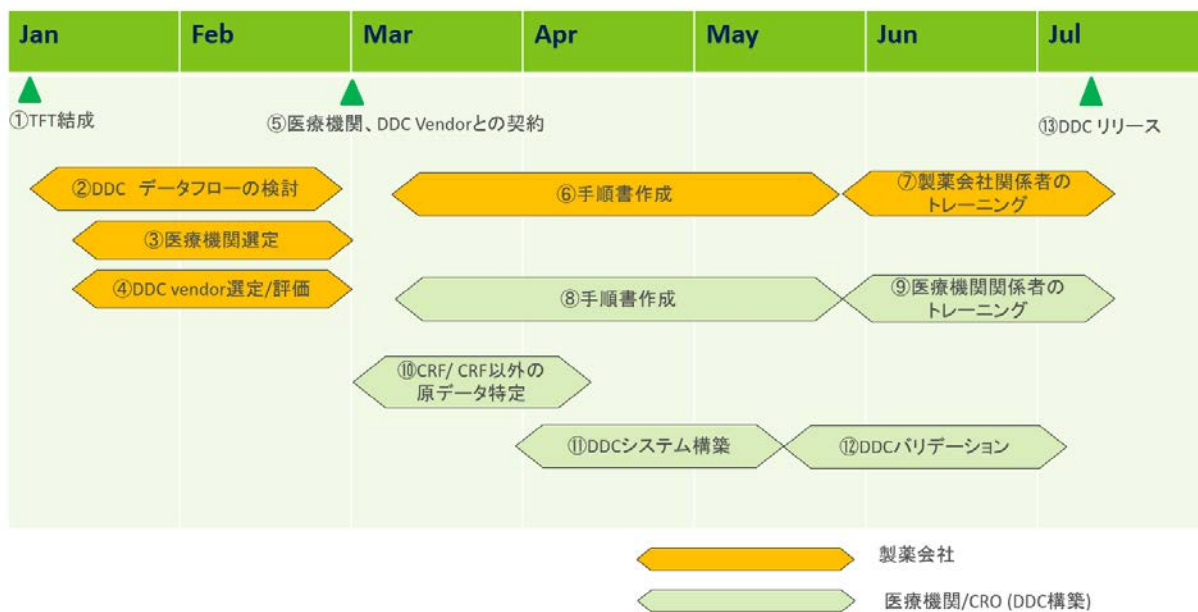 Jan Feb Mar Apr May Jun Jul
①TFT結成
⑤医療機関、DDC Vendorとの契約
⑬DDC リリース
②DDC データフローの検討
⑥手順書作成
⑦製薬会社関係者の
トレーニング
③医療機関選定
④DDC vendor選定/評価
⑧手順書作成
⑨医療機関関係者の
トレーニング
⑩CRF/ CRF以外の
原データ特定
⑪DDCシステム構築
⑫DDCバリデーション
製薬会社
医療機関/CRO (DDC構築)